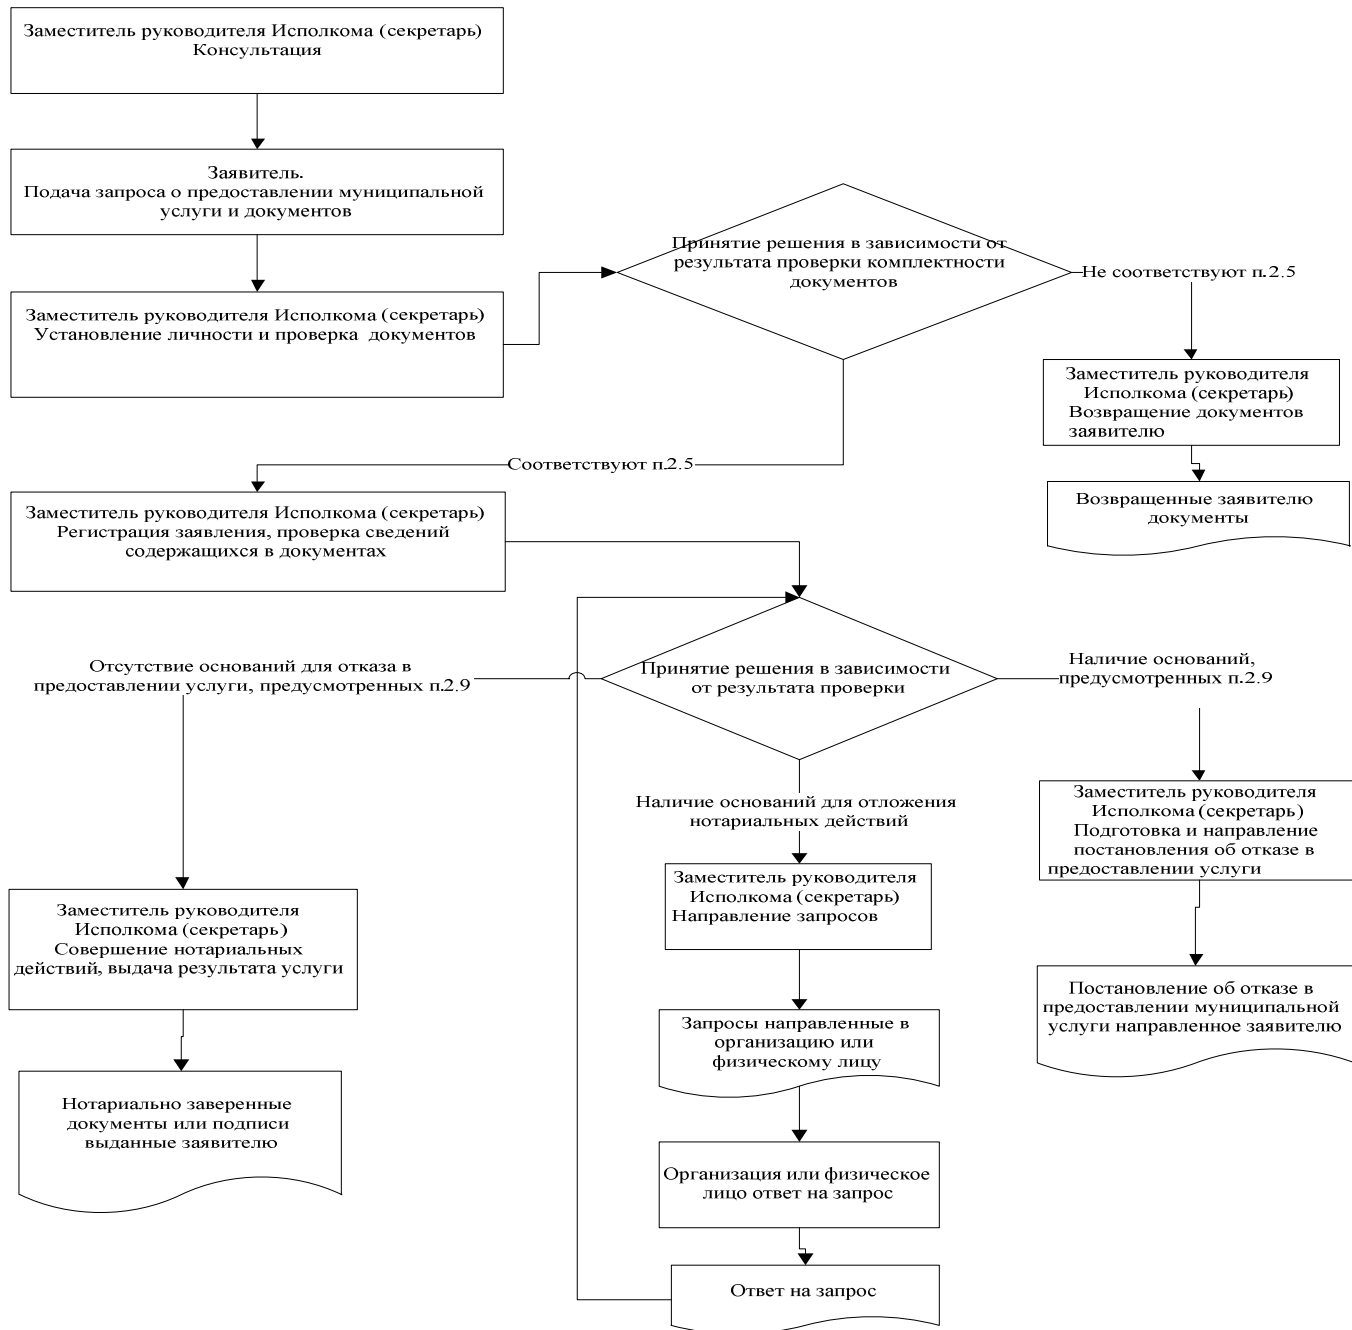 Заместитель руководителя Исполкома (секретарь)
Консультация
Заявитель.
Подача запроса о предоставлении муниципальной
услуги и документов
Заместитель руководителя Исполкома (секретарь)
Установление личности и проверка документов
Принятие решения в зависимости от
результата проверки комплектности
документов
Не соответствуют п.2.5
Заместитель руководителя
Исполкома (секретарь)
Возвращение документов
заявителю
Возвращенные заявителю
документы
Соответствуют п.2.5
Заместитель руководителя Исполкома (секретарь)
Регистрация заявления, проверка сведений
содержащихся в документах
Принятие решения в зависимости
от результата проверки
Отсутствие оснований для отказа в
предоставлении услуги, предусмотренных п.2.9
Заместитель руководителя
Исполкома (секретарь)
Совершение нотариальных
действий, выдача результата услуги
Нотариально заверенные
документы или подписи
выданные заявителю
Наличие оснований для отложения
нотариальных действий
Заместитель руководителя
Исполкома (секретарь)
Направление запросов
Запросы направленные в
организацию или
физическому лицу
Организация или физическое
лицо ответ на запрос
Ответ на запрос
Наличие оснований,
предусмотренных п.2.9
Заместитель руководителя
Исполкома (секретарь)
Подготовка и направление
постановления об отказе в
предоставлении услуги
Постановление об отказе в
предоставлении муниципальной
услуги направленное заявителю